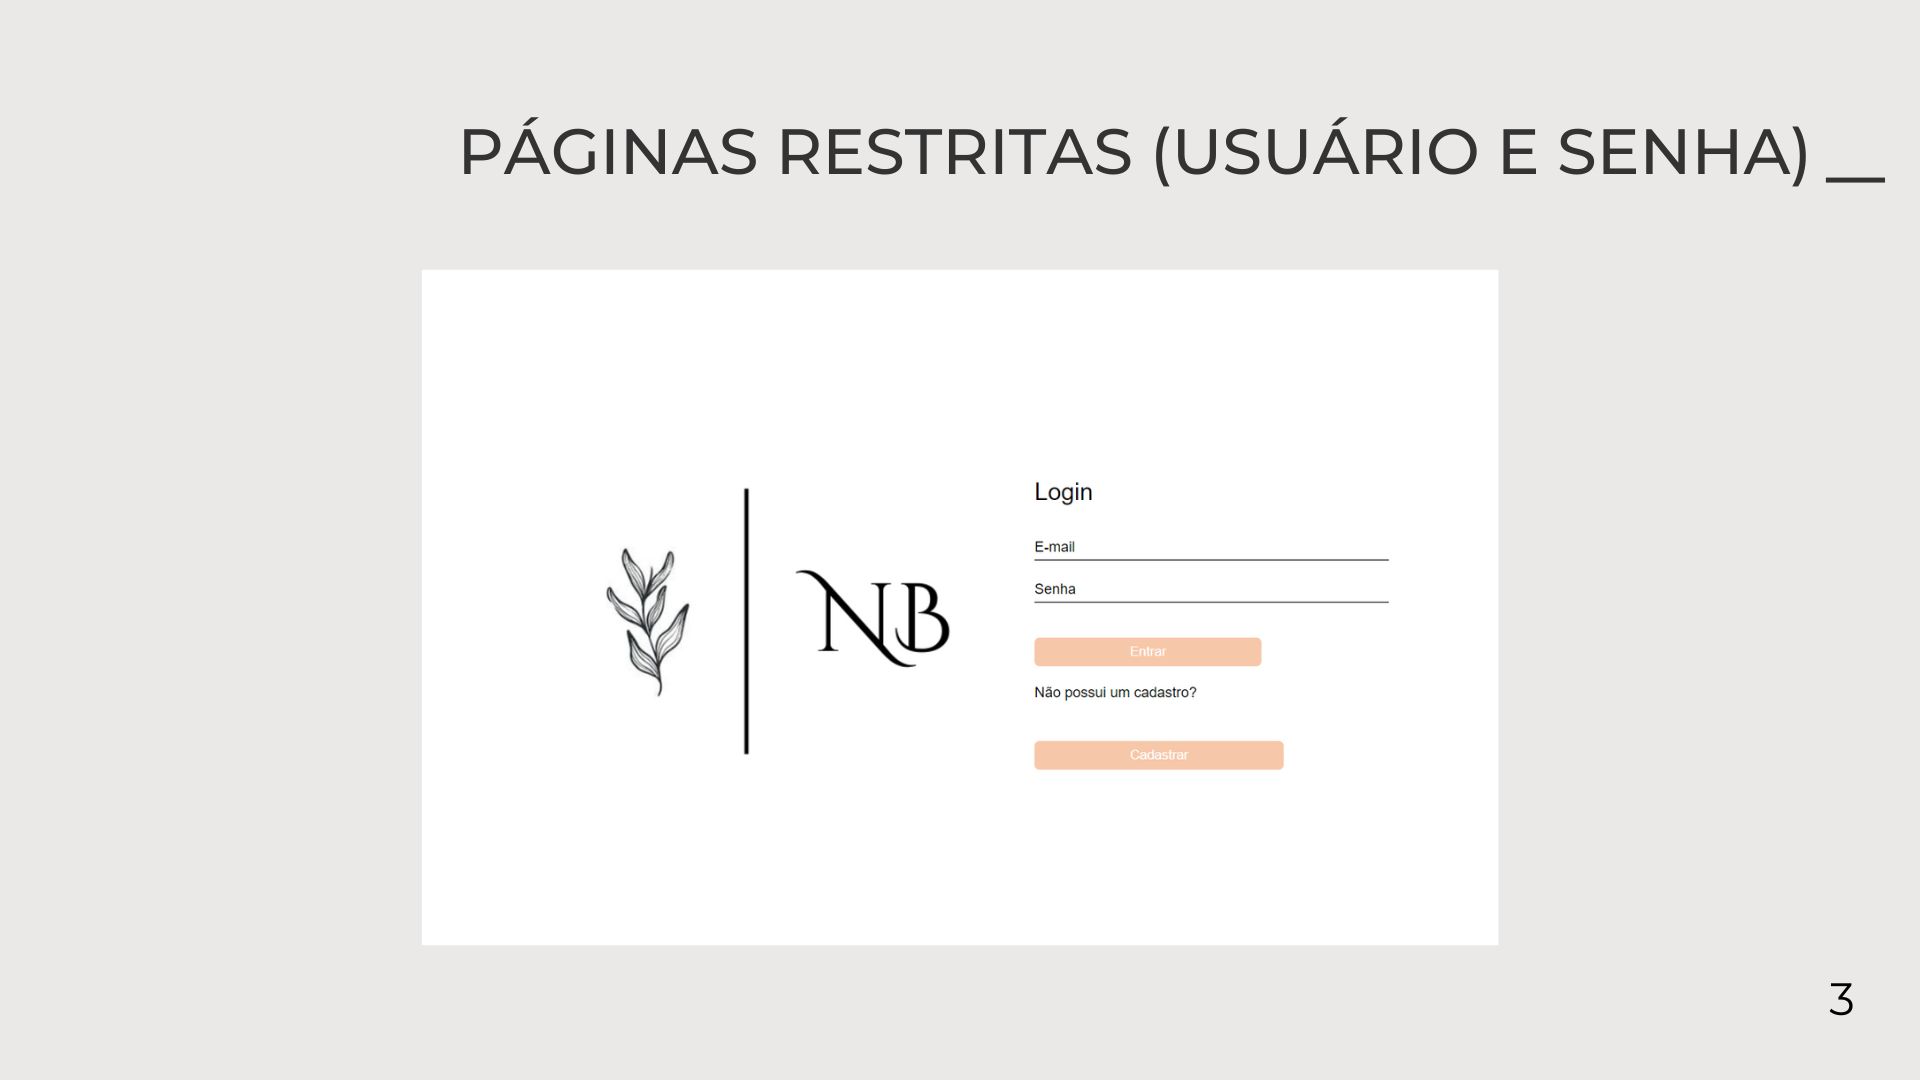 PÁGINAS RESTRITAS (USUÁRIO E SENHA) __
NB
Login
E-mail
Senha
Entrar
Não possui um cadastro?
Cadastrar
3